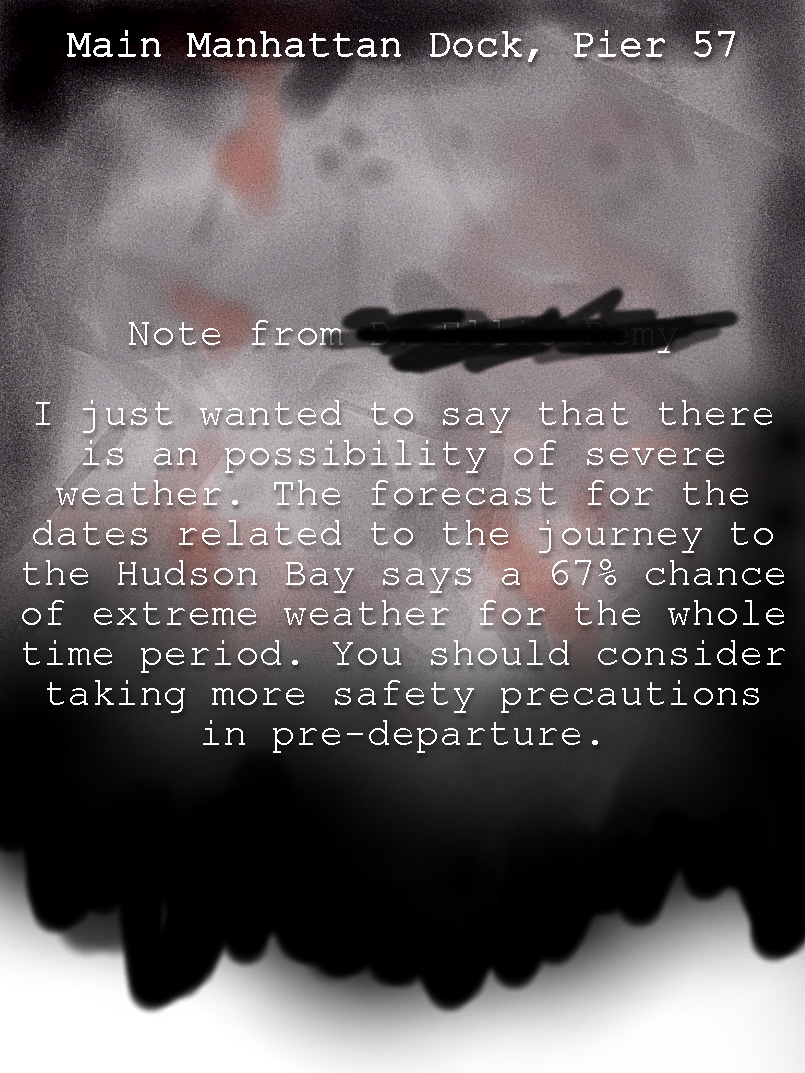 Main Manhattan Dock, Pier 57
Note from D. Ellis Remy
I just wanted to say that there
is an possibility of severe
weather. The forecast for the
dates related to the journey to
the Hudson Bay says a 67% chance
of extreme weather for the whole
time period. You should consider
taking more safety precautions
in pre-departure.